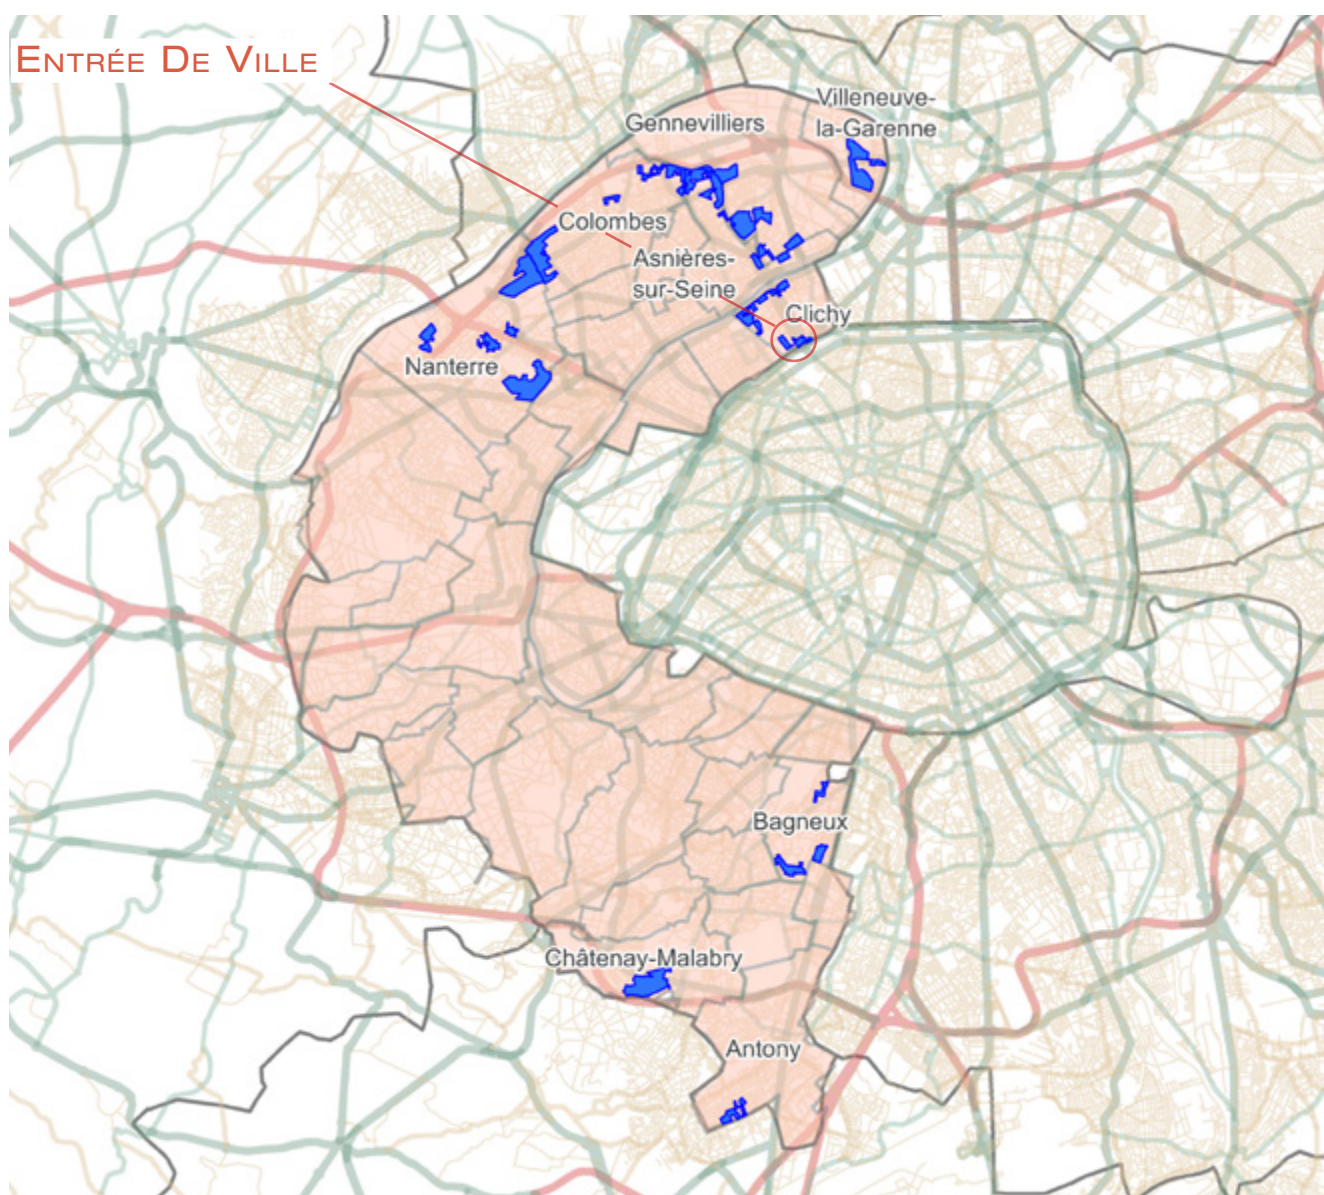 Entrée De Ville
Villeneuve-
la-Garenne
Gennevilliers
Colombes
Asnières-
sur-Seine
Clichy
Nanterre
Bagneux
Châtenay-Malabry
Antony